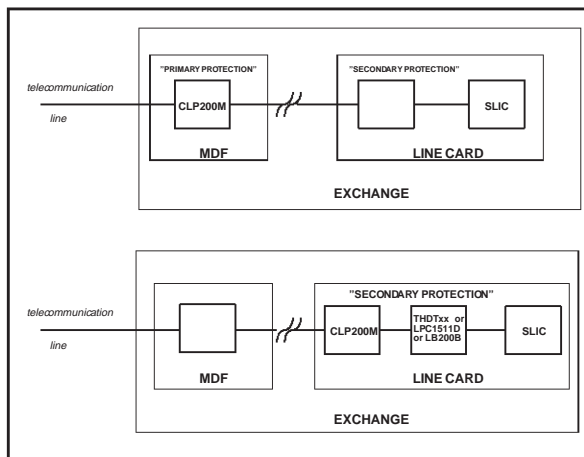 "PRIMARY PROTECTION"
"SECONDARY PROTECTION"
telecommunication
line
CLP200M
SLIC
MDF
LINE CARD
EXCHANGE
"SECONDARY PROTECTION"
telecommunication
line
CLP200M
THDTxx or
LPC1511D
or LB200B
SLIC
MDF
LINE CARD
EXCHANGE